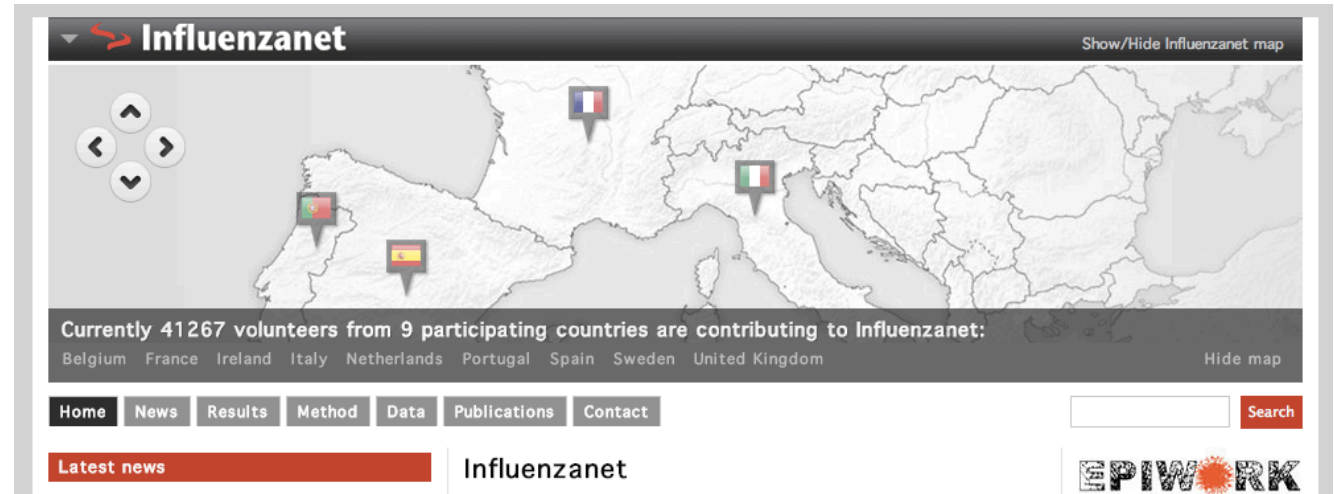 Influenzanet
Show/Hide Influenzanet map
Currently 41267 volunteers from 9 participating countries are contributing to Influenzanet:
Belgium France Ireland Italy Netherlands Portugal Spain Sweden United Kingdom
Hide map
Home News Results Method Data Publications Contact
Search
Latest news
Influenzanet
EPIWORK